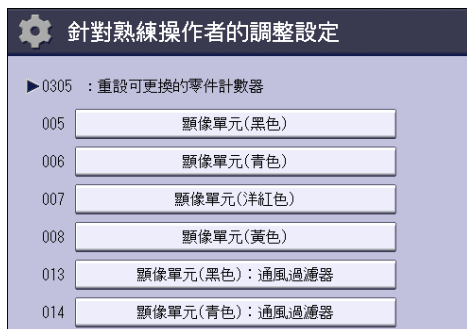 針對熟練操作者的調整設定
▶0305 ：重設可更換的零件計數器
005 顯像單元(黑色)
006 顯像單元(青色)
007 顯像單元(洋紅色)
008 顯像單元(黃色)
013 顯像單元(黑色)：通風過濾器
014 顯像單元(青色)：通風過濾器